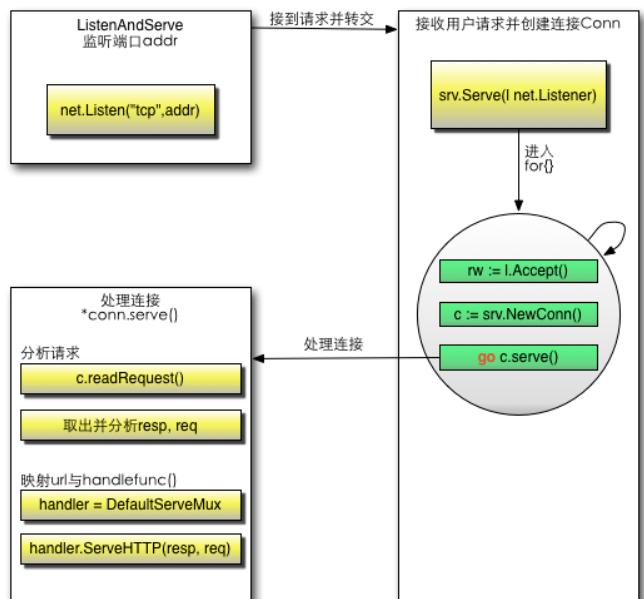 ListenAndServe
监听端口addr
net.Listen("tcp",addr)
接到请求并转交
接收用户请求并创建连接Conn
srv.Serve(l net.Listener)
进入
for{}
rw := l.Accept()
c := srv.NewConn()
go c.serve()
处理连接
处理连接
*conn.serve()
分析请求
c.readRequest()
取出并分析resp, req
映射url与handlefunc()
handler = DefaultServeMux
handler.ServeHTTP(resp, req)